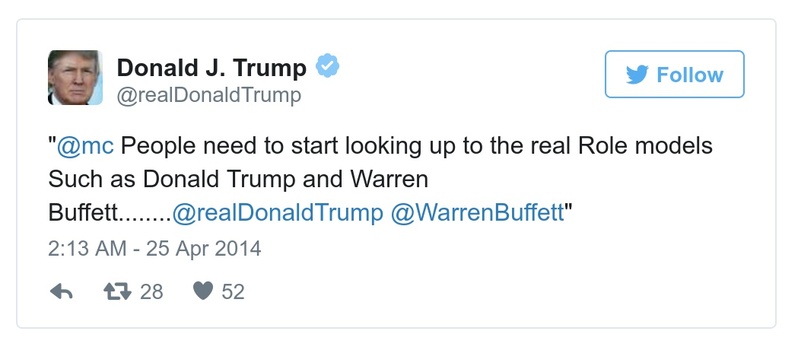 Donald J. Trump
@realDonaldTrump
Follow
"@mc People need to start looking up to the real Role models
Such as Donald Trump and Warren
Buffett........@realDonaldTrump @WarrenBuffett"
2:13 AM - 25 Apr 2014
28 52